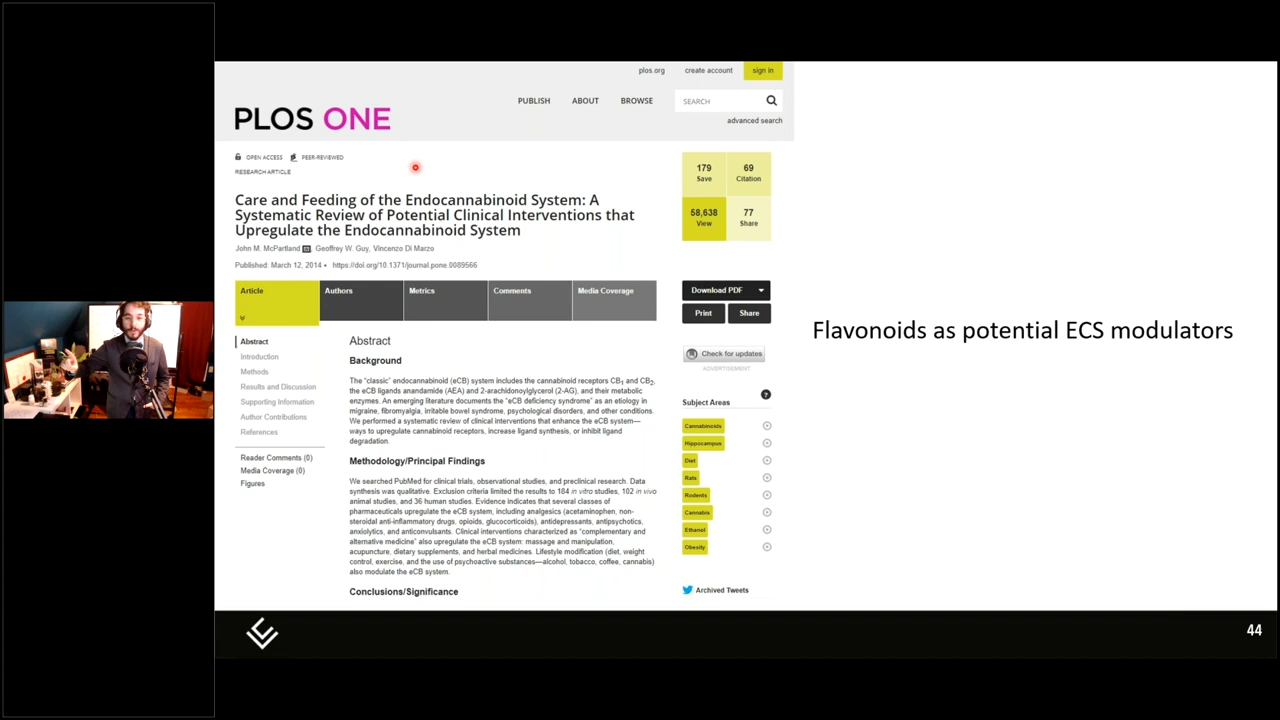 plos.org create account sign in
PUBLISH ABOUT BROWSE SEARCH
PLOS ONE
advanced search
OPEN ACCESS PEER-REVIEWED
RESEARCH ARTICLE
Care and Feeding of the Endocannabinoid System: A
Systematic Review of Potential Clinical Interventions that
Upregulate the Endocannabinoid System
John M. McPartland, Geoffrey W. Guy, Vincenzo Di Marzo
Published: March 12, 2014 • https://doi.org/10.1371/journal.pone.0089566
179 69
Save Citation
58,638 77
View Share
Article Authors Metrics Comments Media Coverage
Download PDF
Print Share
Check for updates
ADVERTISEMENT
Abstract
Introduction
Methods
Results and Discussion
Supporting Information
Author Contributions
References
Reader Comments (0)
Media Coverage (0)
Figures
Abstract
Background
The “classic” endocannabinoid (eCB) system includes the cannabinoid receptors CB1 and CB2,
the eCB ligands anandamide (AEA) and 2-arachidonoylglycerol (2-AG), and their metabolic
enzymes. An emerging literature documents the “eCB deficiency syndrome” as an etiology in
migraine, fibromyalgia, irritable bowel syndrome, psychological disorders, and other conditions.
We performed a systematic review of clinical interventions that enhance the eCB system—
ways to upregulate cannabinoid receptors, increase ligand synthesis, or inhibit ligand
degradation.
Methodology/Principal Findings
We searched PubMed for clinical trials, observational studies, and preclinical research. Data
synthesis was qualitative. Exclusion criteria limited the results to 184 in vitro studies, 102 in vivo
animal studies, and 36 human studies. Evidence indicates that several classes of
pharmaceuticals upregulate the eCB system, including analgesics (acetaminophen, non-
steroidal anti-inflammatory drugs, opioids, glucocorticoids), antidepressants, antipsychotics,
anxiolytics, and anticonvulsants. Clinical interventions characterized as “complementary and
alternative medicine” also upregulate the eCB system: massage and manipulation,
acupuncture, dietary supplements, and herbal medicines. Lifestyle modification (diet, weight
control, exercise, and the use of psychoactive substances—alcohol, tobacco, coffee, cannabis)
also modulate the eCB system.
Conclusions/Significance
Subject Areas
?
Cannabinoids
Hippocampus
Diet
Rats
Rodents
Cannabis
Ethanol
Obesity
Archived Tweets
Flavonoids as potential ECS modulators
44